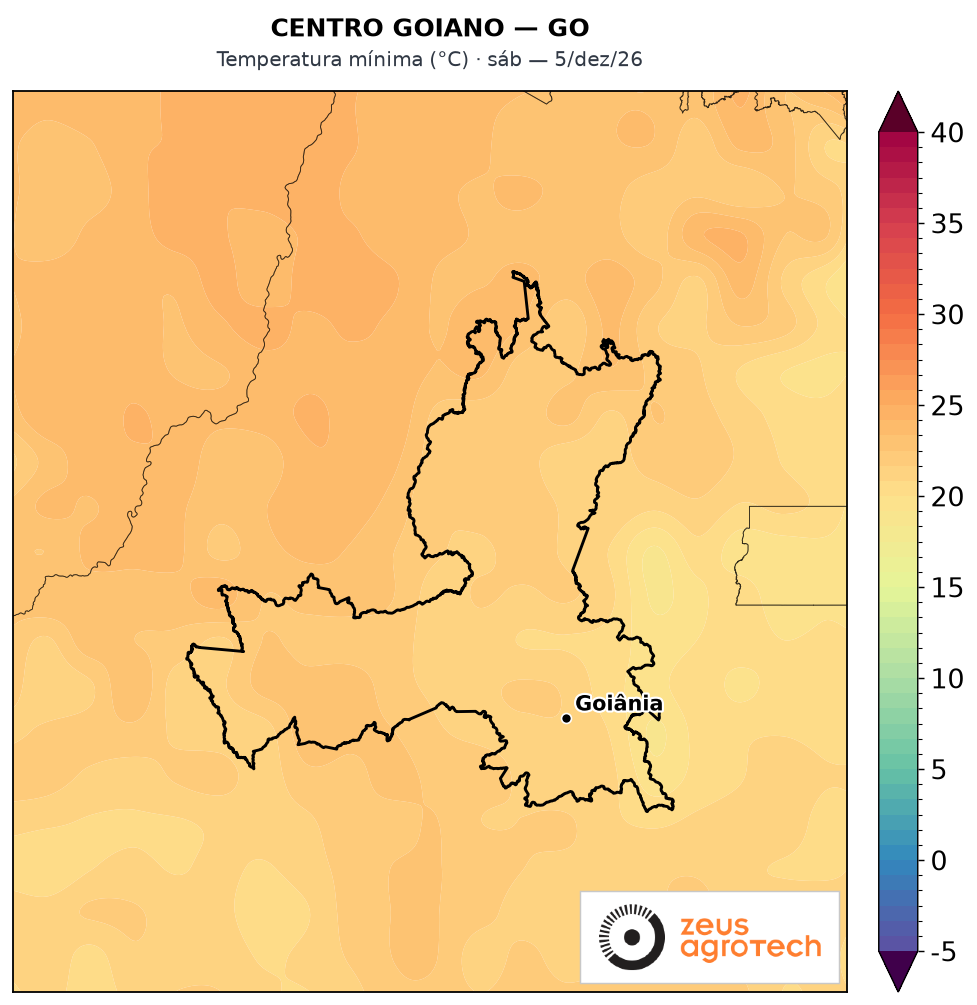 CENTRO GOIANO — GO
Temperatura mínima (°C) · sáb — 5/dez/26
40
35
30
25
20
15
10
5
0
-5
Goiânia
zeus
agrotech